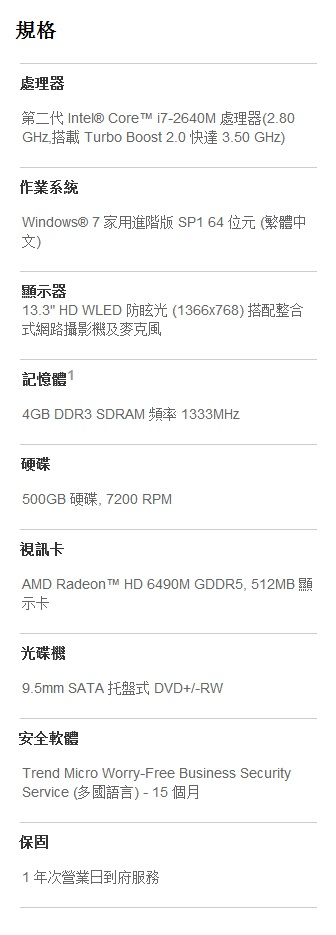 規格
處理器
第二代 Intel® Core™ i7-2640M 處理器(2.80
GHz,搭載 Turbo Boost 2.0 快達 3.50 GHz)
作業系統
Windows® 7 家用進階版 SP1 64 位元 (繁體中
文)
顯示器
13.3" HD WLED 防眩光 (1366x768) 搭配整合
式網路攝影機及麥克風
記憶體1
4GB DDR3 SDRAM 頻率 1333MHz
硬碟
500GB 硬碟, 7200 RPM
視訊卡
AMD Radeon™ HD 6490M GDDR5, 512MB 顯
示卡
光碟機
9.5mm SATA 托盤式 DVD+/-RW
安全軟體
Trend Micro Worry-Free Business Security
Service (多國語言) - 15 個月
保固
1 年次營業日到府服務